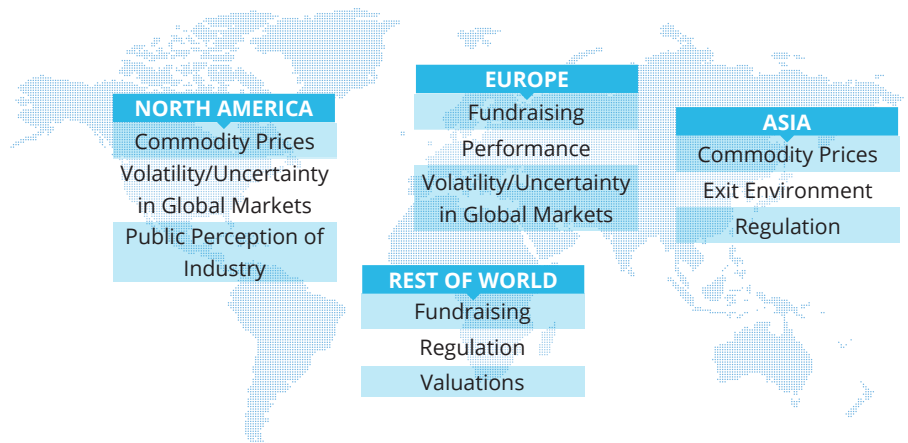 NORTH AMERICA
Commodity Prices
Volatility/Uncertainty
in Global Markets
Public Perception of
Industry
EUROPE
Fundraising
Performance
Volatility/Uncertainty
in Global Markets
ASIA
Commodity Prices
Exit Environment
Regulation
REST OF WORLD
Fundraising
Regulation
Valuations